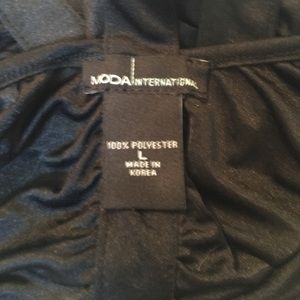 MODA INTERNATIONAL
100% POLYESTER
L
MADE IN
KOREA